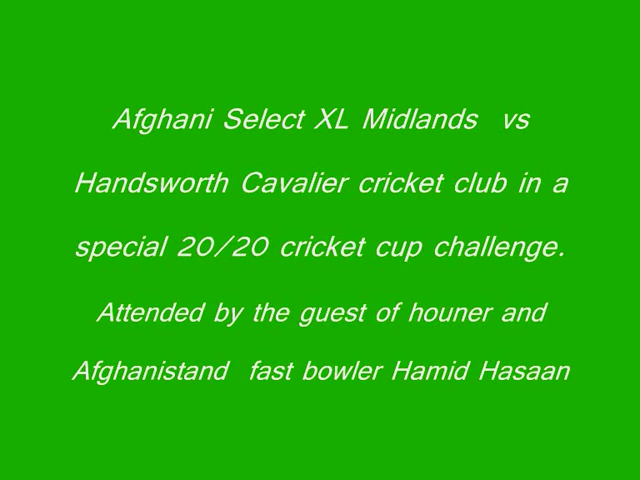 Afghani Select XL Midlands vs
Handsworth Cavalier cricket club in a
special 20/20 cricket cup challenge.
Attended by the guest of houner and
Afghanistand fast bowler Hamid Hasaan